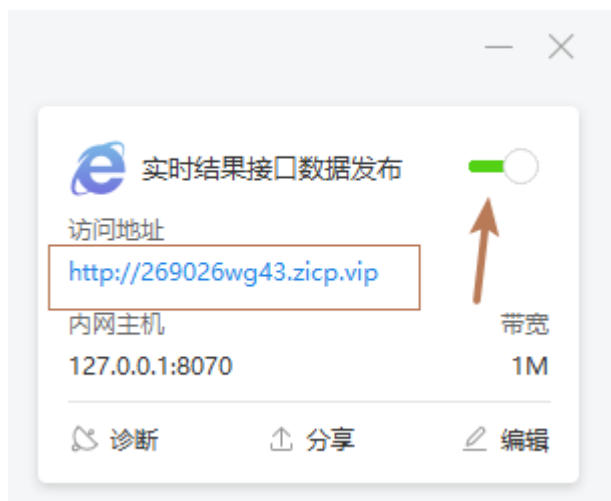 实时结果接口数据发布
访问地址
http://269026wg43.zicp.vip
内网主机 带宽
127.0.0.1:8070 1M
诊断 分享 编辑